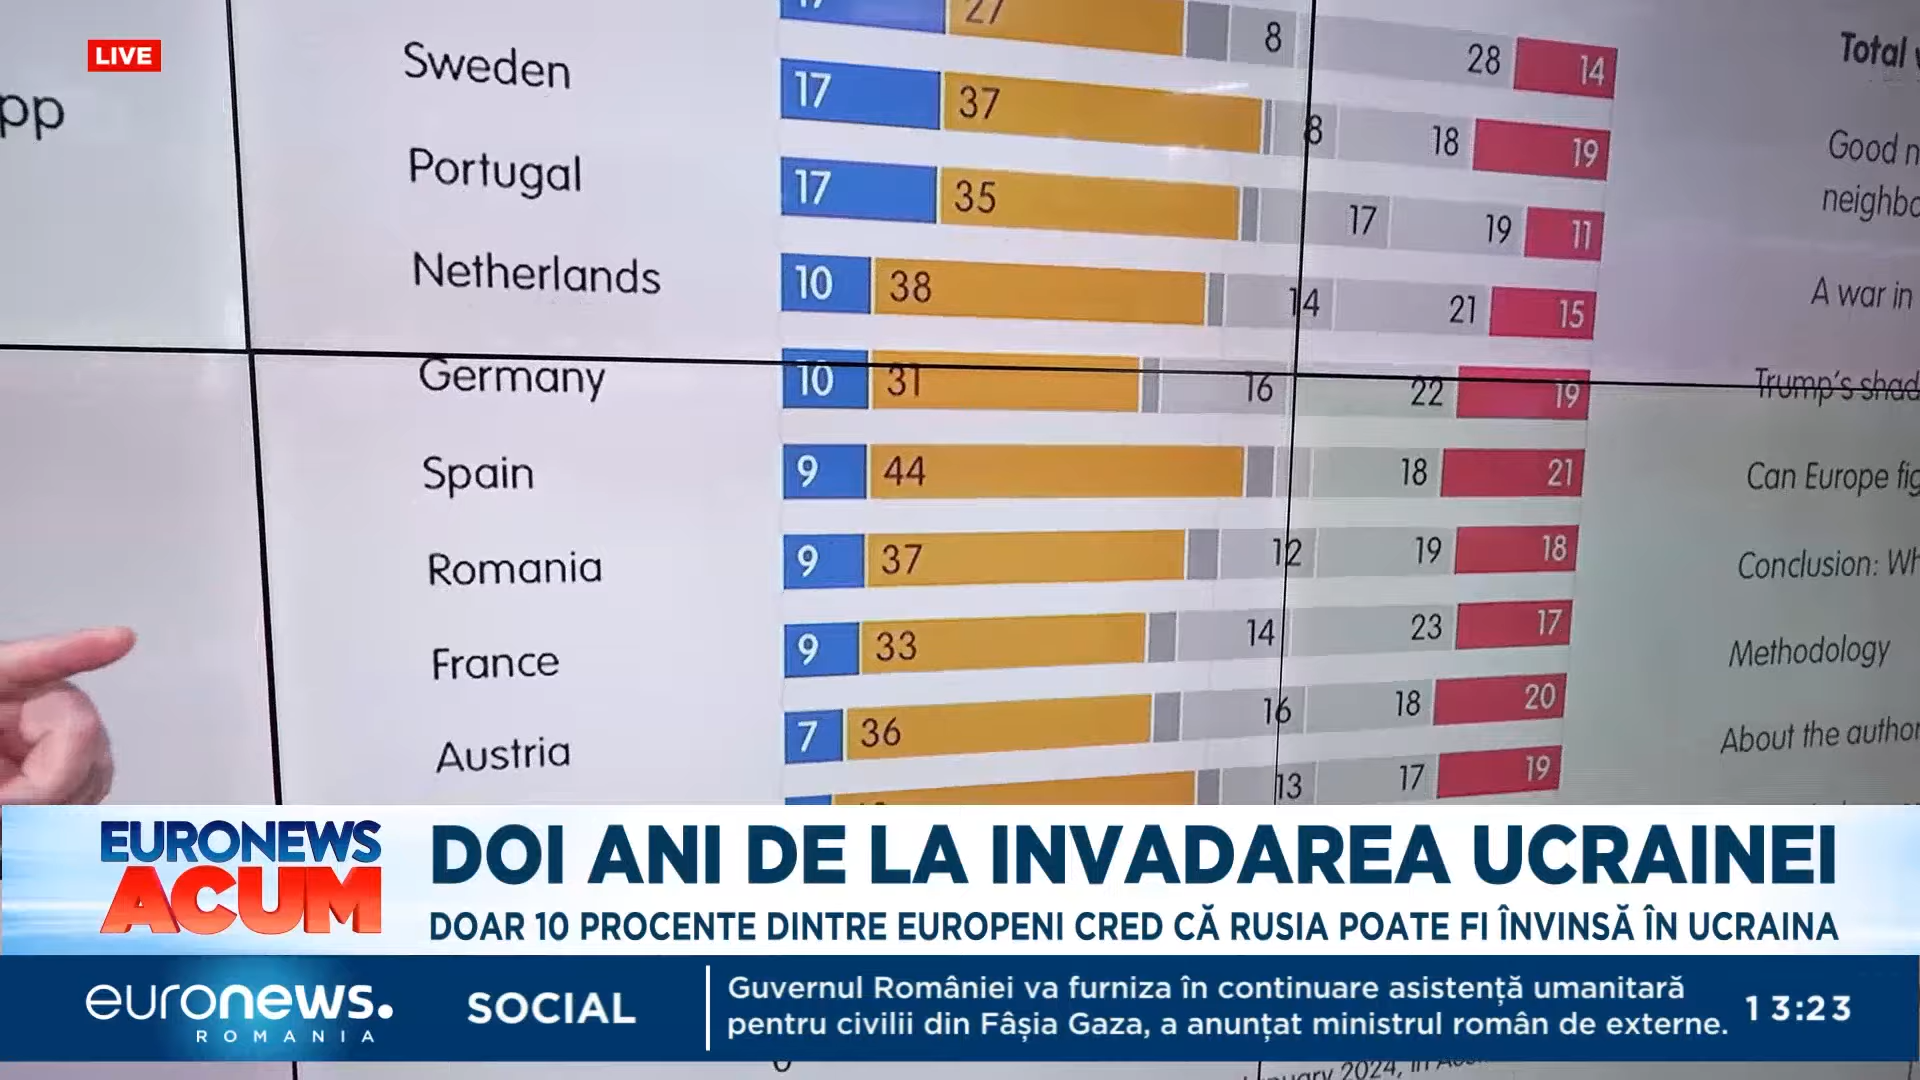 LIVE
pp
27 8 28 14
Sweden 17 37 8 18 19
Portugal 17 35 17 19 11
Netherlands 10 38 14 21 15
Germany 10 31 16 22 19
Spain 9 44 18 21
Romania 9 37 12 19 18
France 9 33 14 23 17
Austria 7 36 16 18 20
13 17 19
Total
Good n
neighbo
A war in
Trump's shad
Can Europe fig
Conclusion: Wh
Methodology
About the author
EURONEWS
ACUM
DOI ANI DE LA INVADAREA UCRAINEI
DOAR 10 PROCENTE DINTRE EUROPENI CRED CĂ RUSIA POATE FI ÎNVINSĂ ÎN UCRAINA
euronews.
ROMANIA
SOCIAL
Guvernul României va furniza în continuare asistență umanitară
pentru civilii din Fâșia Gaza, a anunțat ministrul român de externe.
13:23
0
2024, in